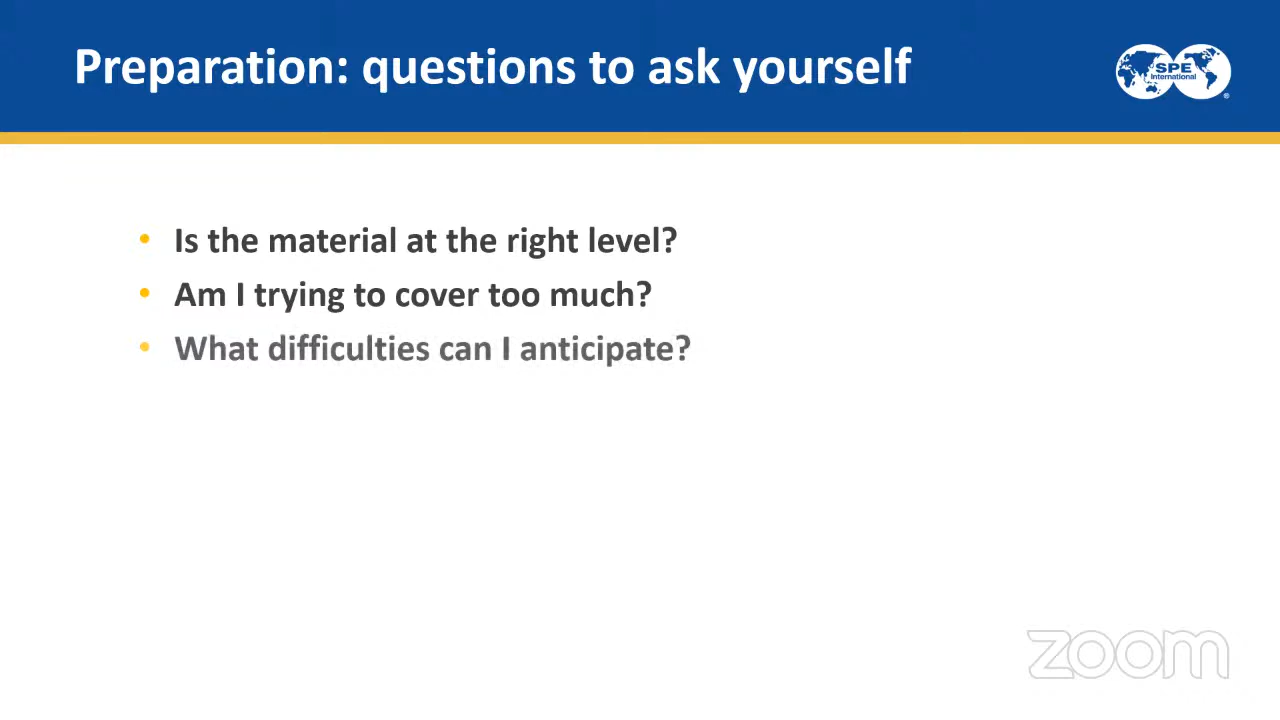 Preparation: questions to ask yourself
SPE
International
®
• Is the material at the right level?
• Am I trying to cover too much?
• What difficulties can I anticipate?
zoom